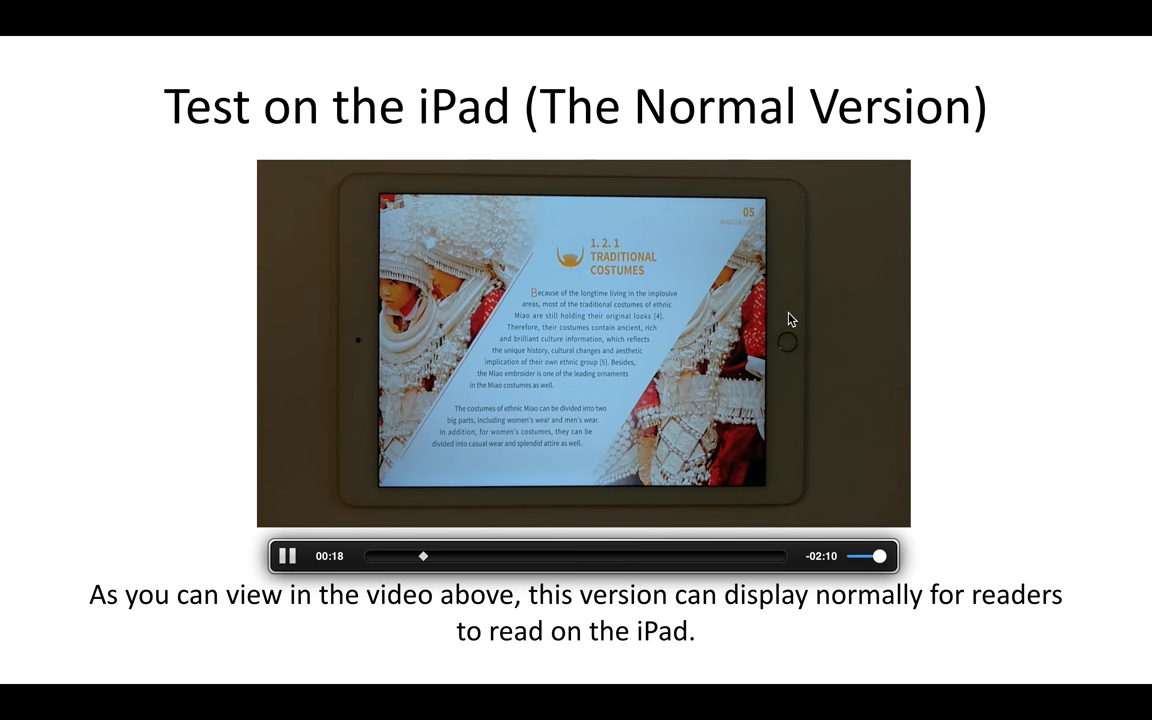 Test on the iPad (The Normal Version)
05
1. 2. 1
TRADITIONAL
COSTUMES
Because of the longtime living in the implosive
areas, most of the traditional costumes of ethnic
Miao are still holding their original looks [4].
Therefore, their costumes contain ancient, rich
and brilliant culture information, which reflects
the unique history, cultural changes and aesthetic
implication of their own ethnic group [5]. Besides,
the Miao embroider is one of the leading ornaments
in the Miao costumes as well.
The costumes of ethnic Miao can be divided into two
big parts, including women's wear and men's wear.
In addition, for women's costumes, they can be
divided into casual wear and splendid attire as well.
00:18
-02:10
As you can view in the video above, this version can display normally for readers
to read on the iPad.